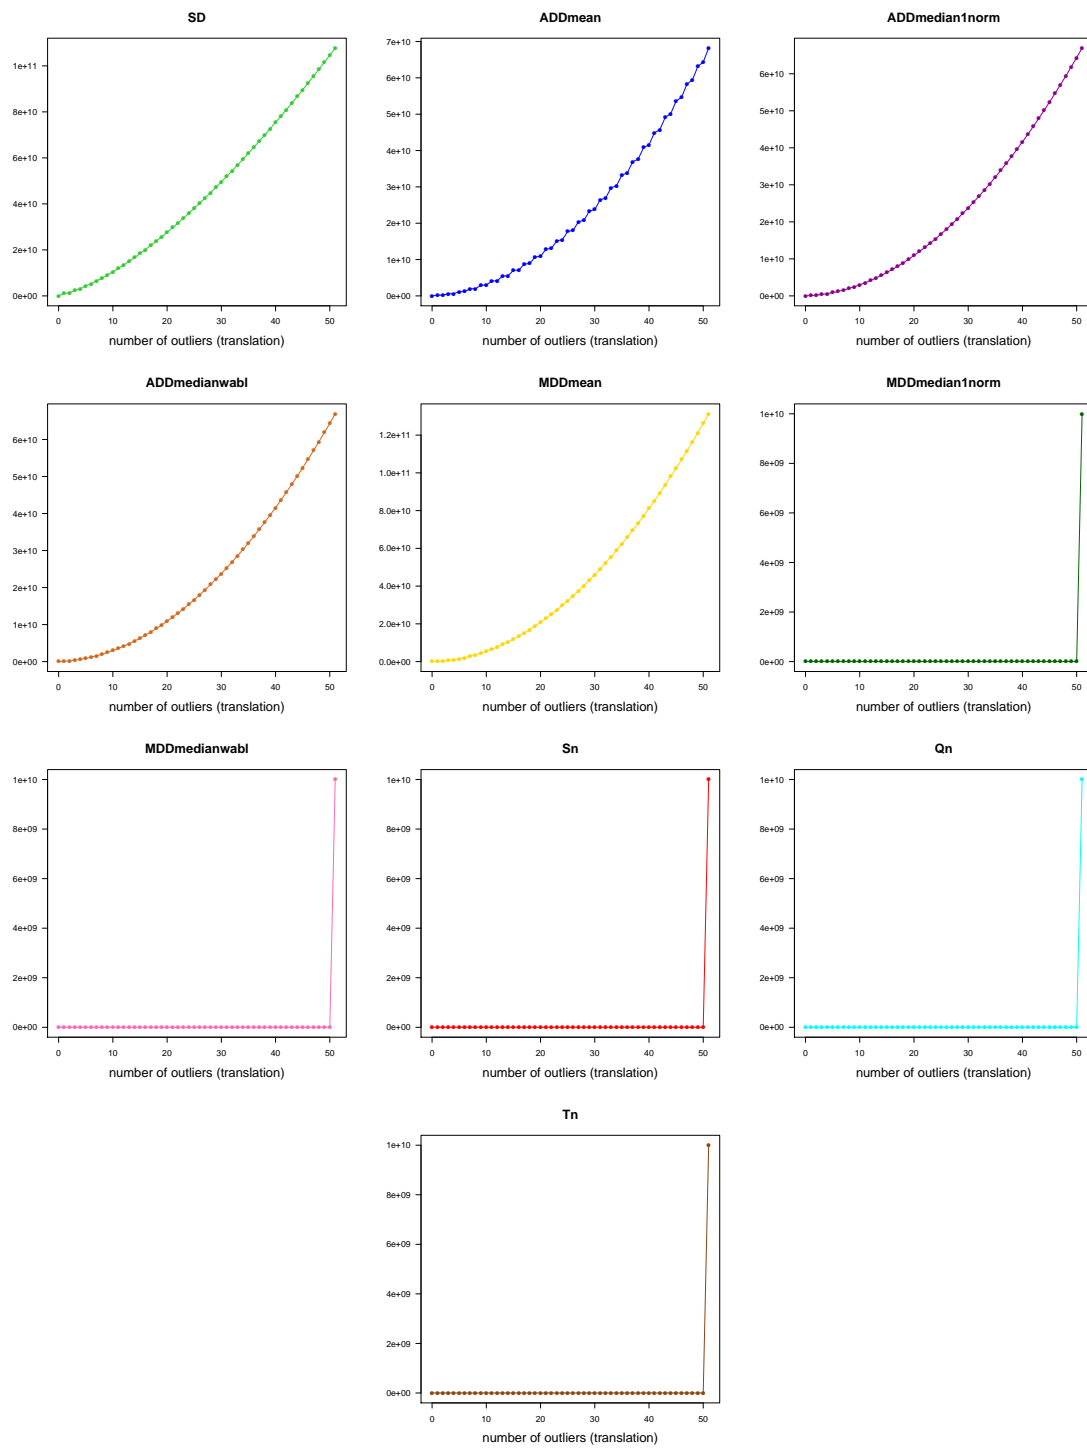 SD
1e+11
8e+10
6e+10
4e+10
2e+10
0e+00
0 10 20 30 40 50
number of outliers (translation)
ADDmean
7e+10
6e+10
5e+10
4e+10
3e+10
2e+10
1e+10
0e+00
0 10 20 30 40 50
number of outliers (translation)
ADDmedian1norm
6e+10
5e+10
4e+10
3e+10
2e+10
1e+10
0e+00
0 10 20 30 40 50
number of outliers (translation)
ADDmedianwabl
6e+10
5e+10
4e+10
3e+10
2e+10
1e+10
0e+00
0 10 20 30 40 50
number of outliers (translation)
MDDmean
1.2e+11
1.0e+11
8.0e+10
6.0e+10
4.0e+10
2.0e+10
0.0e+00
0 10 20 30 40 50
number of outliers (translation)
MDDmedian1norm
1e+10
8e+09
6e+09
4e+09
2e+09
0e+00
0 10 20 30 40 50
number of outliers (translation)
MDDmedianwabl
1e+10
8e+09
6e+09
4e+09
2e+09
0e+00
0 10 20 30 40 50
number of outliers (translation)
Sn
1e+10
8e+09
6e+09
4e+09
2e+09
0e+00
0 10 20 30 40 50
number of outliers (translation)
Qn
1e+10
8e+09
6e+09
4e+09
2e+09
0e+00
0 10 20 30 40 50
number of outliers (translation)
Tn
1e+10
8e+09
6e+09
4e+09
2e+09
0e+00
0 10 20 30 40 50
number of outliers (translation)